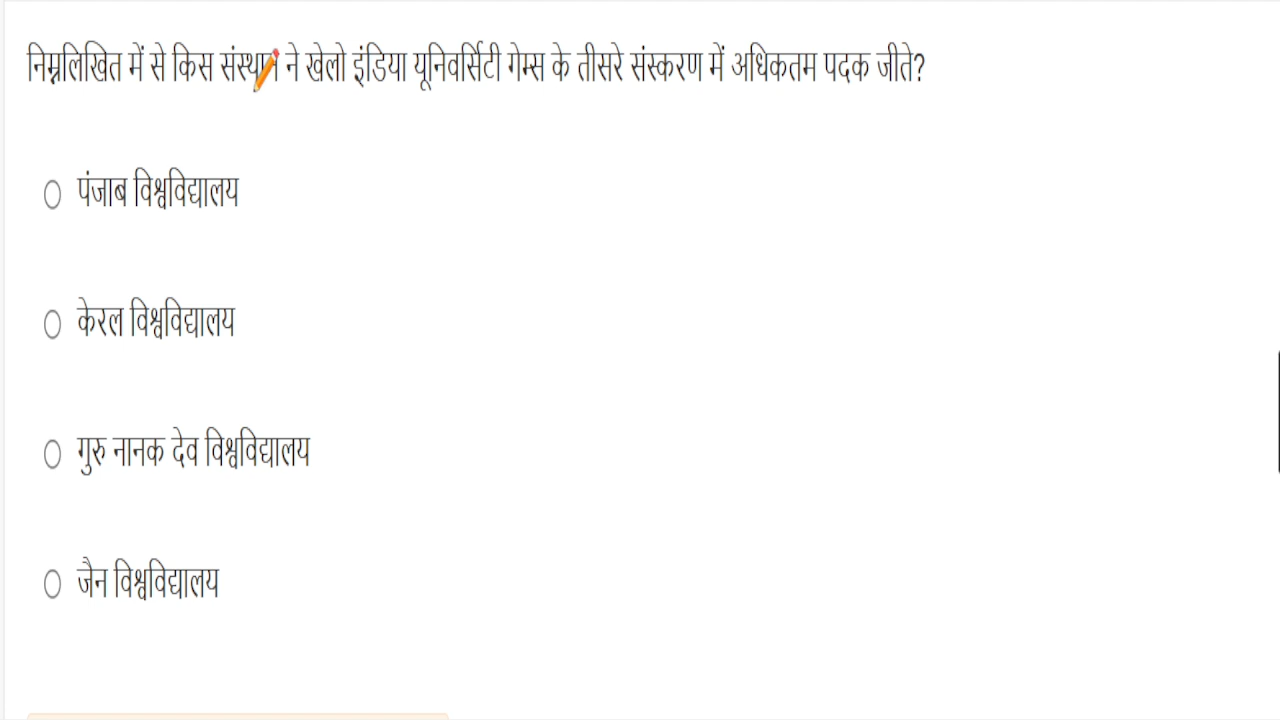 निम्नलिखित में से किस संस्थान ने खेलो इंडिया यूनिवर्सिटी गेम्स के तीसरे संस्करण में अधिकतम पदक जीते?
पंजाब विश्वविद्यालय
केरल विश्वविद्यालय
गुरु नानक देव विश्वविद्यालय
जैन विश्वविद्यालय